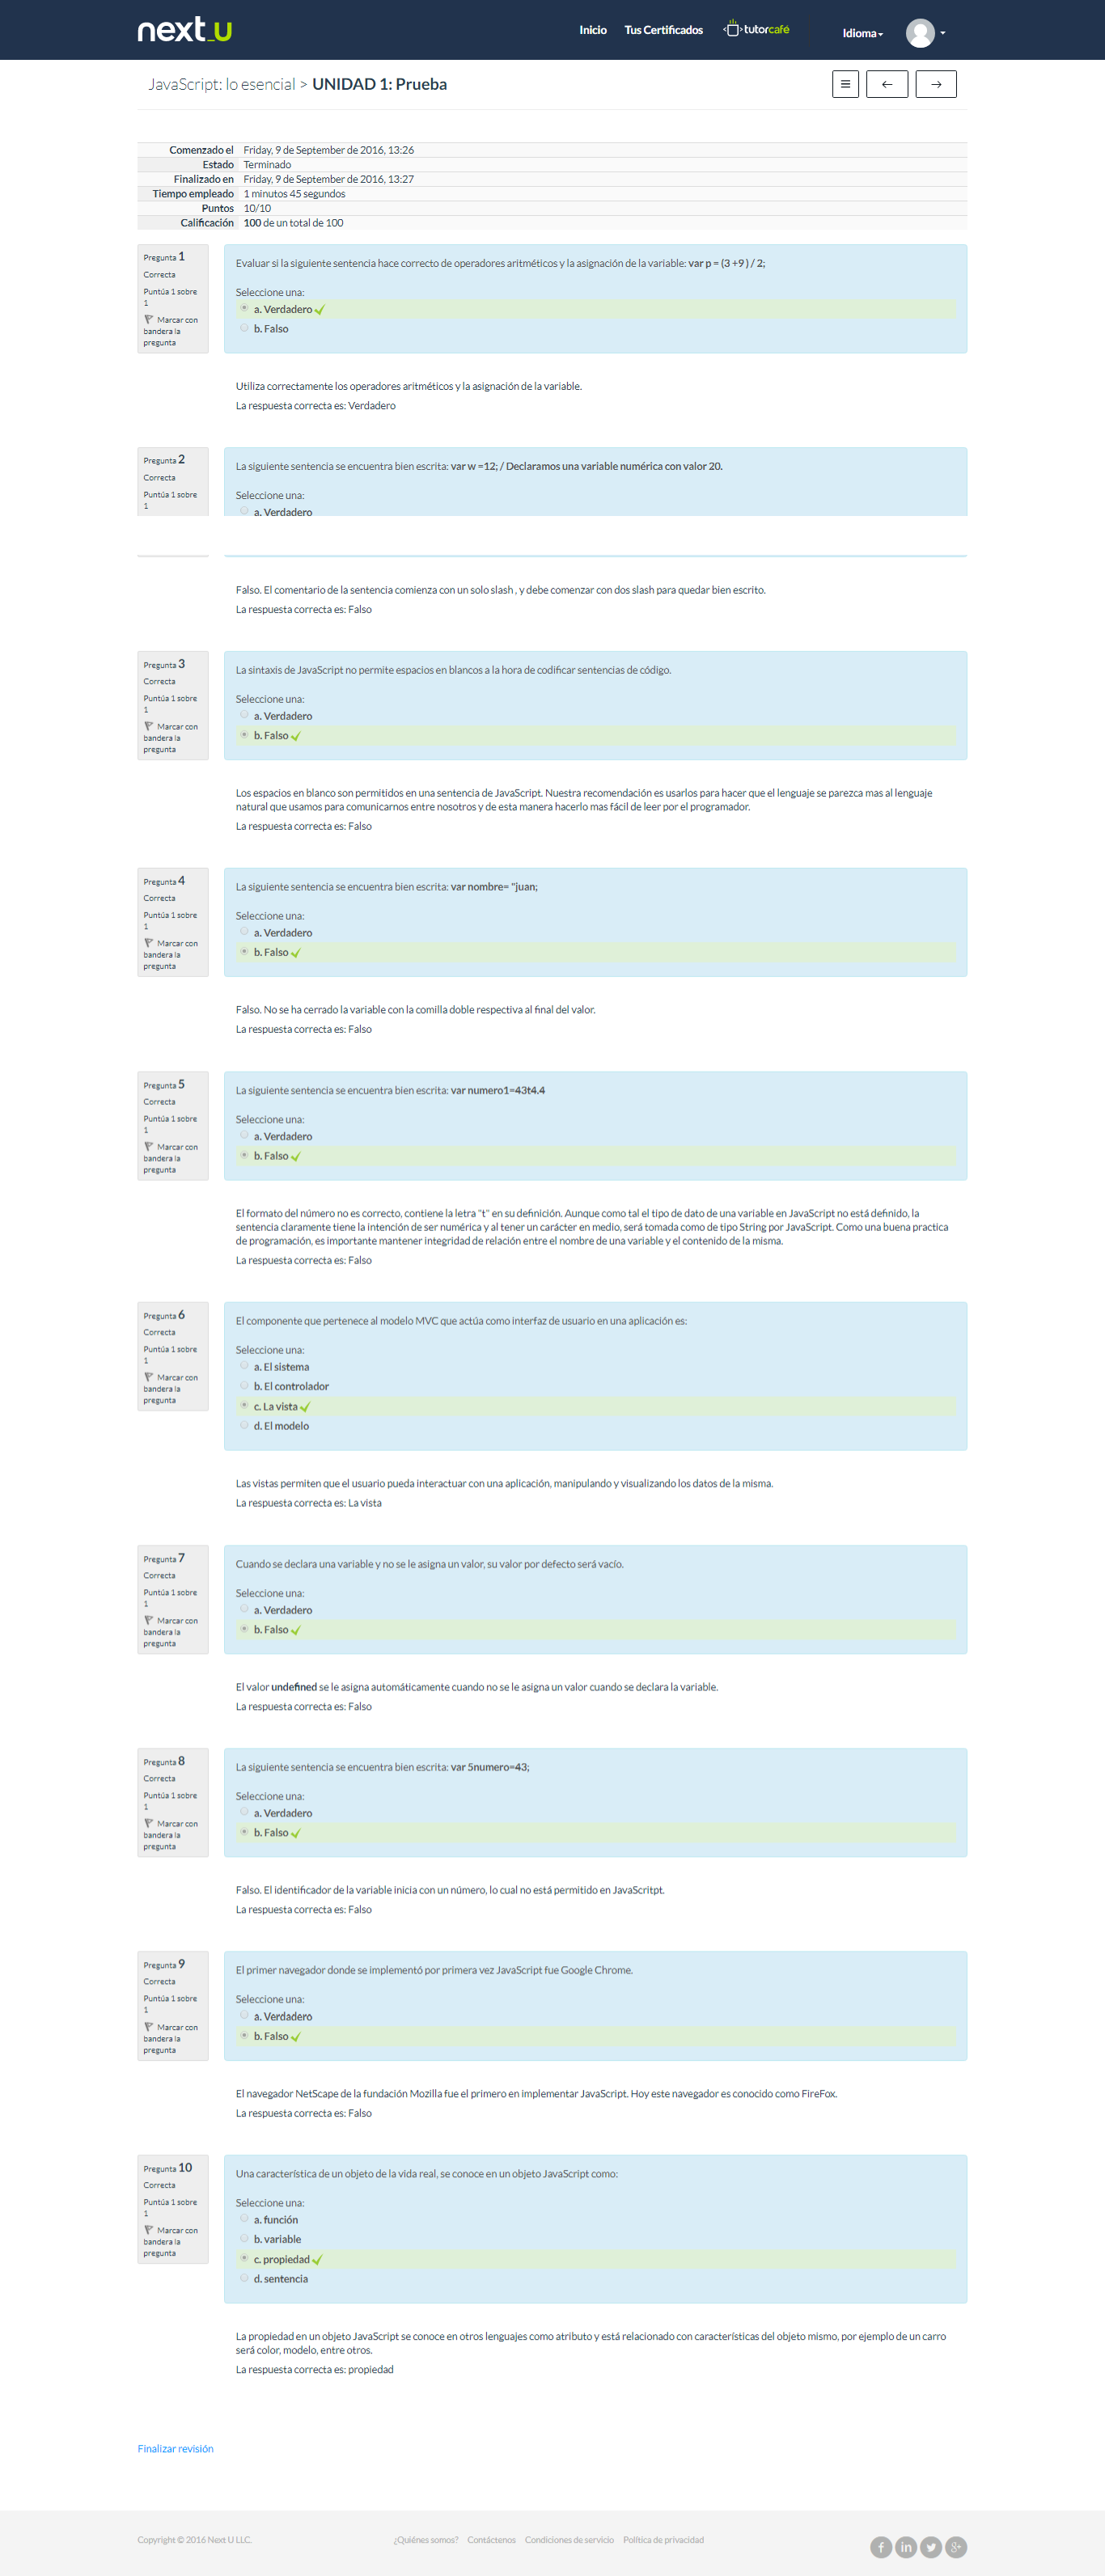 next_U
Inicio Tus Certificados tutorcafé Idioma
JavaScript: lo esencial > UNIDAD 1: Prueba
Comenzado el Friday, 9 de September de 2016, 13:26
Estado Terminado
Finalizado en Friday, 9 de September de 2016, 13:27
Tiempo empleado 1 minutos 45 segundos
Puntos 10/10
Calificación 100 de un total de 100
Pregunta 1
Correcta
Puntúa 1 sobre
1
Marcar con
bandera la
pregunta
Evaluar si la siguiente sentencia hace correcto de operadores aritméticos y la asignación de la variable: var p = (3 +9 ) / 2;
Seleccione una:
a. Verdadero
b. Falso
Utiliza correctamente los operadores aritméticos y la asignación de la variable.
La respuesta correcta es: Verdadero
Pregunta 2
Correcta
Puntúa 1 sobre
1
La siguiente sentencia se encuentra bien escrita: var w =12; / Declaramos una variable numérica con valor 20.
Seleccione una:
a. Verdadero
Falso. El comentario de la sentencia comienza con un solo slash , y debe comenzar con dos slash para quedar bien escrito.
La respuesta correcta es: Falso
Pregunta 3
Correcta
Puntúa 1 sobre
1
Marcar con
bandera la
pregunta
La sintaxis de JavaScript no permite espacios en blancos a la hora de codificar sentencias de código.
Seleccione una:
a. Verdadero
b. Falso
Los espacios en blanco son permitidos en una sentencia de JavaScript. Nuestra recomendación es usarlos para hacer que el lenguaje se parezca mas al lenguaje
natural que usamos para comunicarnos entre nosotros y de esta manera hacerlo mas fácil de leer por el programador.
La respuesta correcta es: Falso
Pregunta 4
Correcta
Puntúa 1 sobre
1
Marcar con
bandera la
pregunta
La siguiente sentencia se encuentra bien escrita: var nombre= "juan;
Seleccione una:
a. Verdadero
b. Falso
Falso. No se ha cerrado la variable con la comilla doble respectiva al final del valor.
La respuesta correcta es: Falso
Pregunta 5
Correcta
Puntúa 1 sobre
1
Marcar con
bandera la
pregunta
La siguiente sentencia se encuentra bien escrita: var numero1=43t4.4
Seleccione una:
a. Verdadero
b. Falso
El formato del número no es correcto, contiene la letra "t" en su definición. Aunque como tal el tipo de dato de una variable en JavaScript no está definido, la
sentencia claramente tiene la intención de ser numérica y al tener un carácter en medio, será tomada como de tipo String por JavaScript. Como una buena practica
de programación, es importante mantener integridad de relación entre el nombre de una variable y el contenido de la misma.
La respuesta correcta es: Falso
Pregunta 6
Correcta
Puntúa 1 sobre
1
Marcar con
bandera la
pregunta
El componente que pertenece al modelo MVC que actúa como interfaz de usuario en una aplicación es:
Seleccione una:
a. El sistema
b. El controlador
c. La vista
d. El modelo
Las vistas permiten que el usuario pueda interactuar con una aplicación, manipulando y visualizando los datos de la misma.
La respuesta correcta es: La vista
Pregunta 7
Correcta
Puntúa 1 sobre
1
Marcar con
bandera la
pregunta
Cuando se declara una variable y no se le asigna un valor, su valor por defecto será vacío.
Seleccione una:
a. Verdadero
b. Falso
El valor undefined se le asigna automáticamente cuando no se le asigna un valor cuando se declara la variable.
La respuesta correcta es: Falso
Pregunta 8
Correcta
Puntúa 1 sobre
1
Marcar con
bandera la
pregunta
La siguiente sentencia se encuentra bien escrita: var 5numero=43;
Seleccione una:
a. Verdadero
b. Falso
Falso. El identificador de la variable inicia con un número, lo cual no está permitido en JavaScritpt.
La respuesta correcta es: Falso
Pregunta 9
Correcta
Puntúa 1 sobre
1
Marcar con
bandera la
pregunta
El primer navegador donde se implementó por primera vez JavaScript fue Google Chrome.
Seleccione una:
a. Verdadero
b. Falso
El navegador NetScape de la fundación Mozilla fue el primero en implementar JavaScript. Hoy este navegador es conocido como FireFox.
La respuesta correcta es: Falso
Pregunta 10
Correcta
Puntúa 1 sobre
1
Marcar con
bandera la
pregunta
Una característica de un objeto de la vida real, se conoce en un objeto JavaScript como:
Seleccione una:
a. función
b. variable
c. propiedad
d. sentencia
La propiedad en un objeto JavaScript se conoce en otros lenguajes como atributo y está relacionado con características del objeto mismo, por ejemplo de un carro
será color, modelo, entre otros.
La respuesta correcta es: propiedad
Finalizar revisión
Copyright © 2016 Next U LLC. ¿Quiénes somos? Contáctenos Condiciones de servicio Política de privacidad